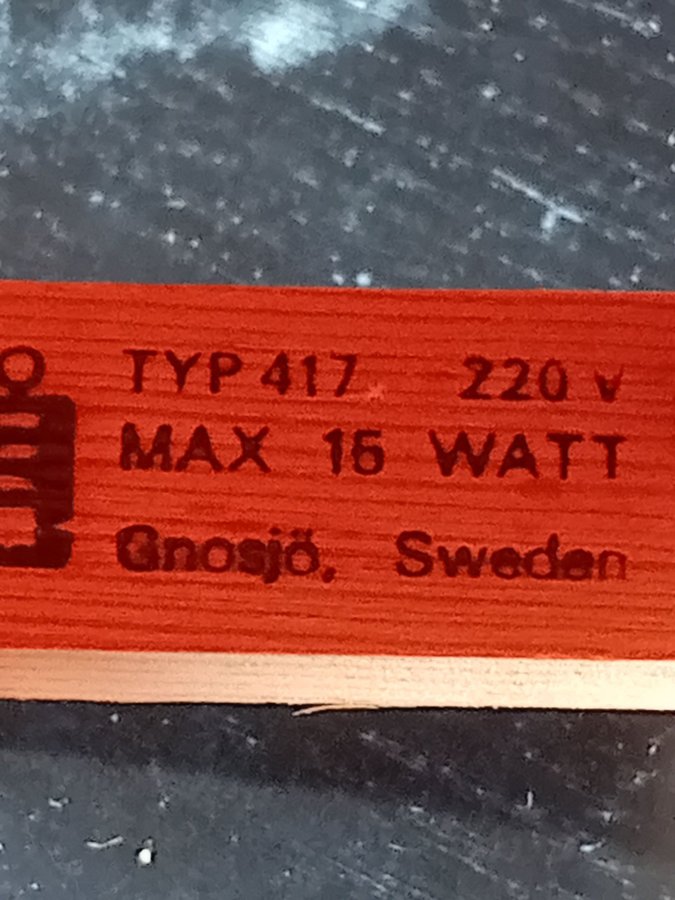 TYP 417 220 V
MAX 15 WATT
Gnosjö, Sweden